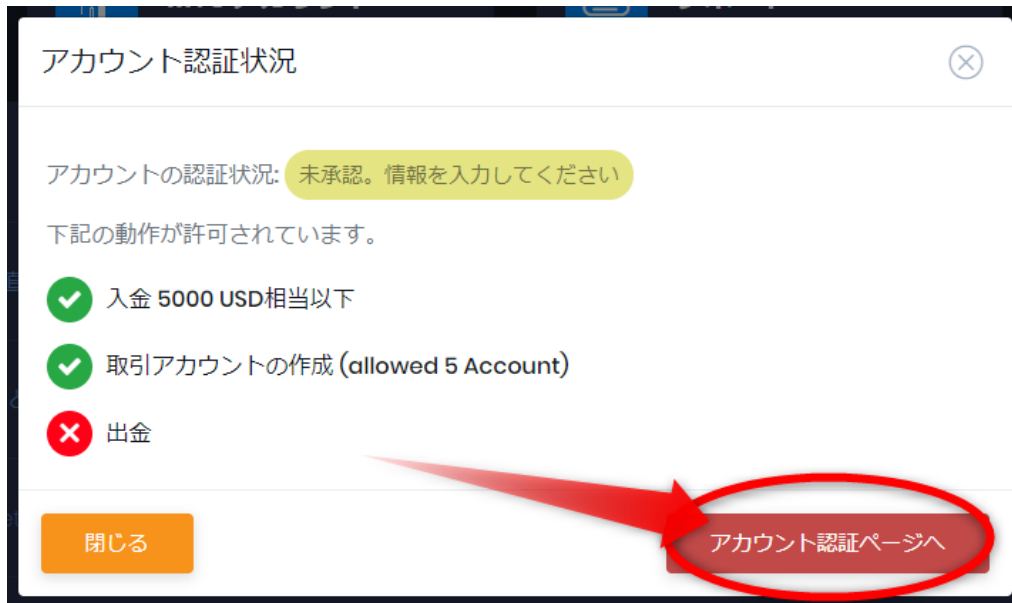 アカウント認証状況
アカウントの認証状況: 未承認。情報を入力してください
下記の動作が許可されています。
入金 5000 USD相当以下
取引アカウントの作成 (allowed 5 Account)
出金
閉じる
アカウント認証ページへ